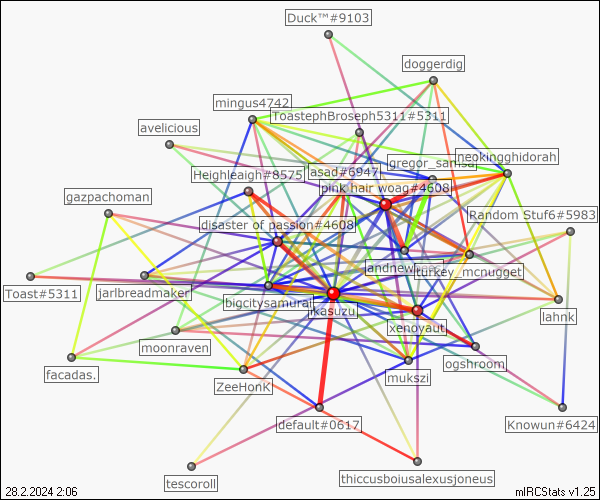 Duck™#9103
doggerdig
mingus4742
ToastephBroseph5311#5311
avelicious
gregor_samsa
neokingghidorah
Heighleaigh#8575
asad#6947
pink hair woag#4608
gazpachoman
Random Stuf6#5983
disaster of passion#4608
turkey_mcnugget
Toast#5311
jarlbreadmaker
bigcitysamurai
jikasuzu
lahnk
xenoyaut
moonraven
ogshroom
facadas.
mukszi
ZeeHonk
default#0617
Knowun#6424
tescoroll
thiccusboiusalexusjoneus
28.2.2024 2:06
mIRCStats v1.25